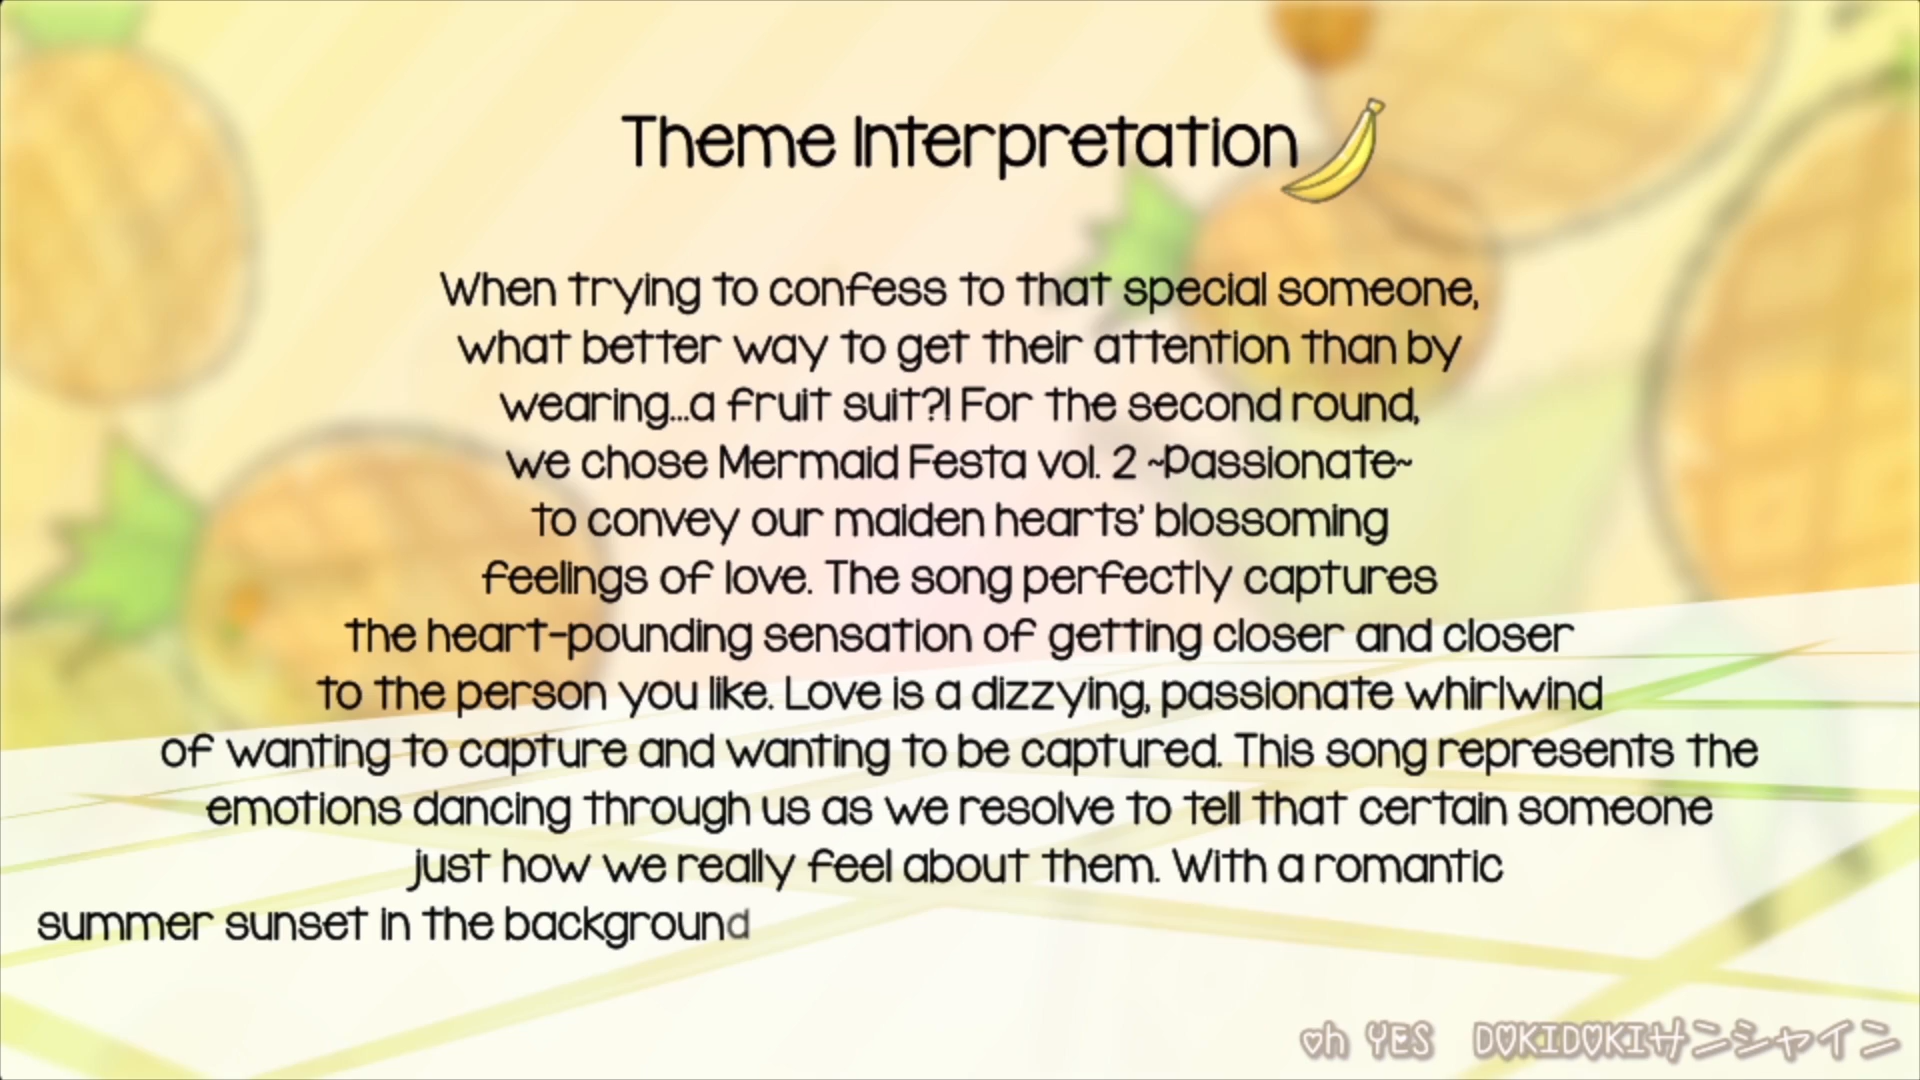 Theme Interpretation
When trying to confess to that special someone,
what better way to get their attention than by
wearing...a fruit suit?! For the second round,
we chose Mermaid Festa vol. 2 ~Passionate~
to convey our maiden hearts' blossoming
feelings of love. The song perfectly captures
the heart-pounding sensation of getting closer and closer
to the person you like. Love is a dizzying, passionate whirlwind
of wanting to capture and wanting to be captured. This song represents the
emotions dancing through us as we resolve to tell that certain someone
just how we really feel about them. With a romantic
summer sunset in the background
oh YES DOKIDOKIサンシャイン